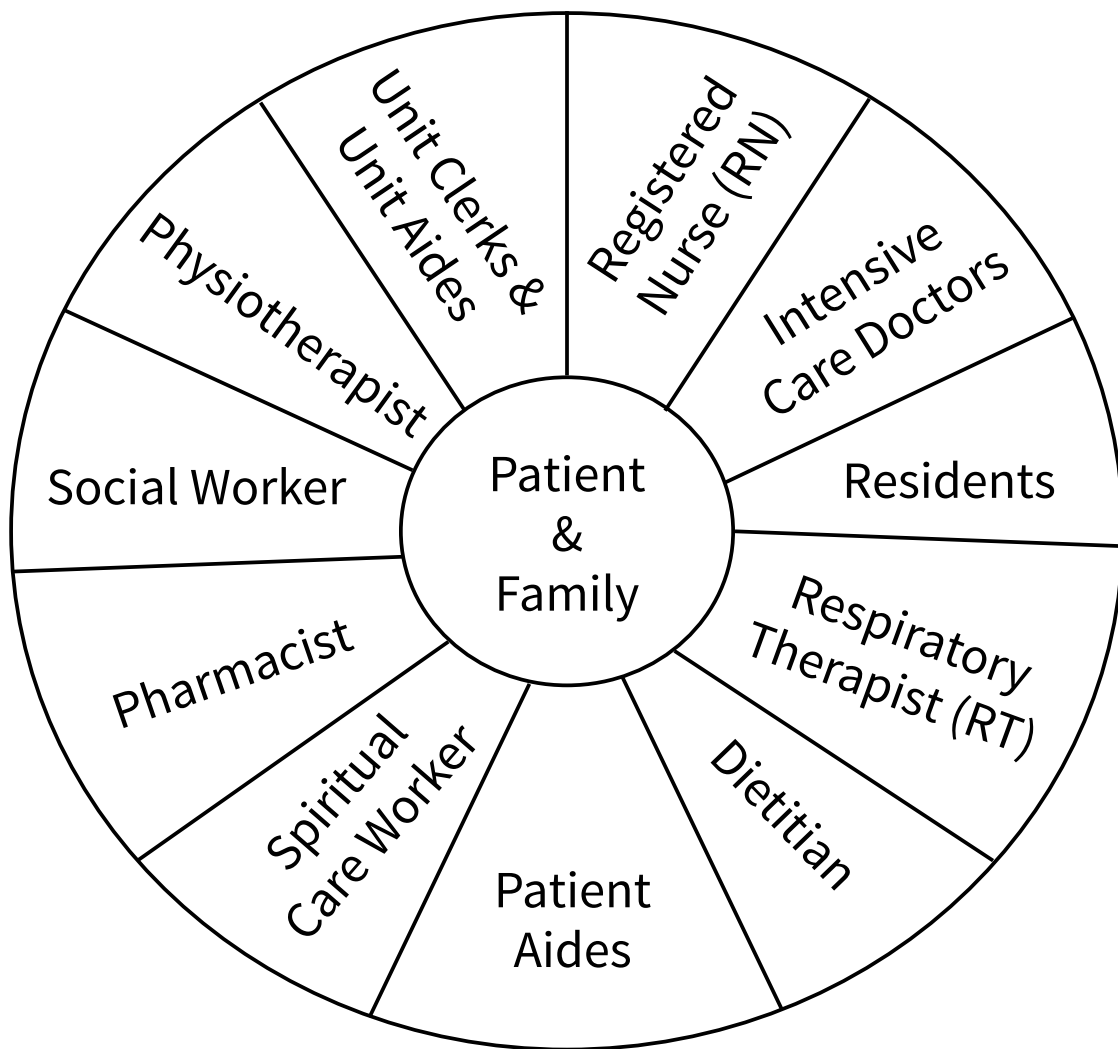 Patient
&
Family
Registered
Nurse (RN)
Intensive
Care Doctors
Residents
Respiratory
Therapist (RT)
Dietitian
Patient
Aides
Spiritual
Care Worker
Pharmacist
Social Worker
Physiotherapist
Unit Clerks &
Unit Aides